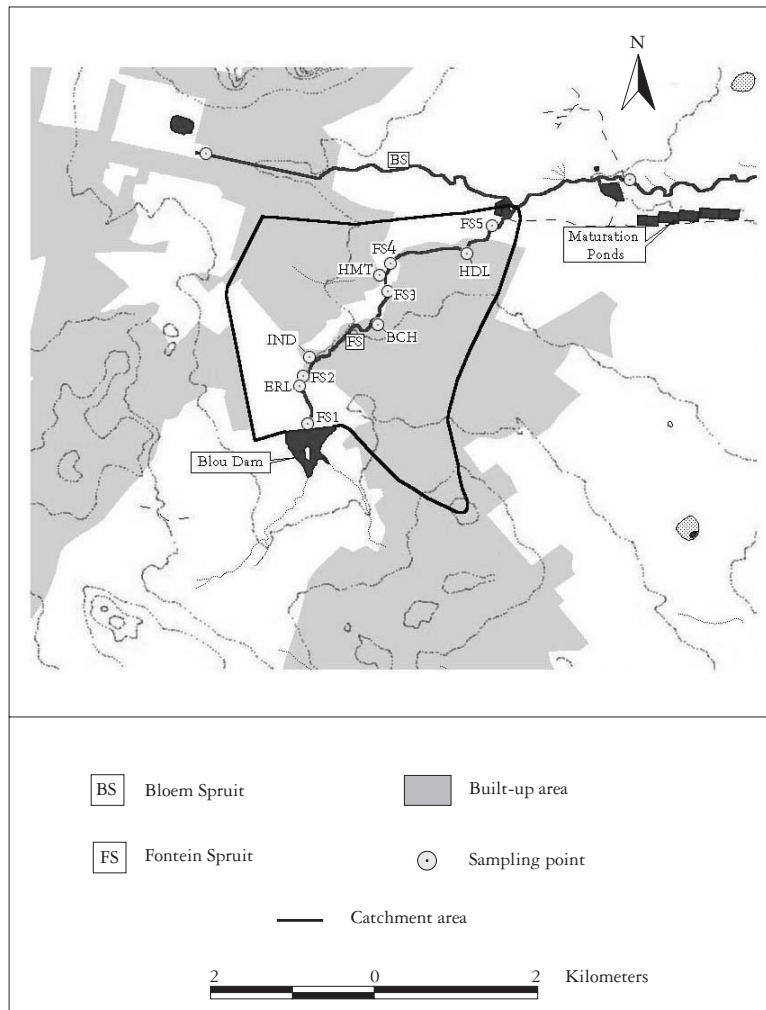 N
BS
FS5
Maturation
Ponds
FS4
HMT
HDL
FS3
IND
FS
BCH
FS2
ERL
FS1
Blou Dam
BS Bloem Spruit
Built-up area
FS Fontein Spruit
Sampling point
Catchment area
2 0 2 Kilometers